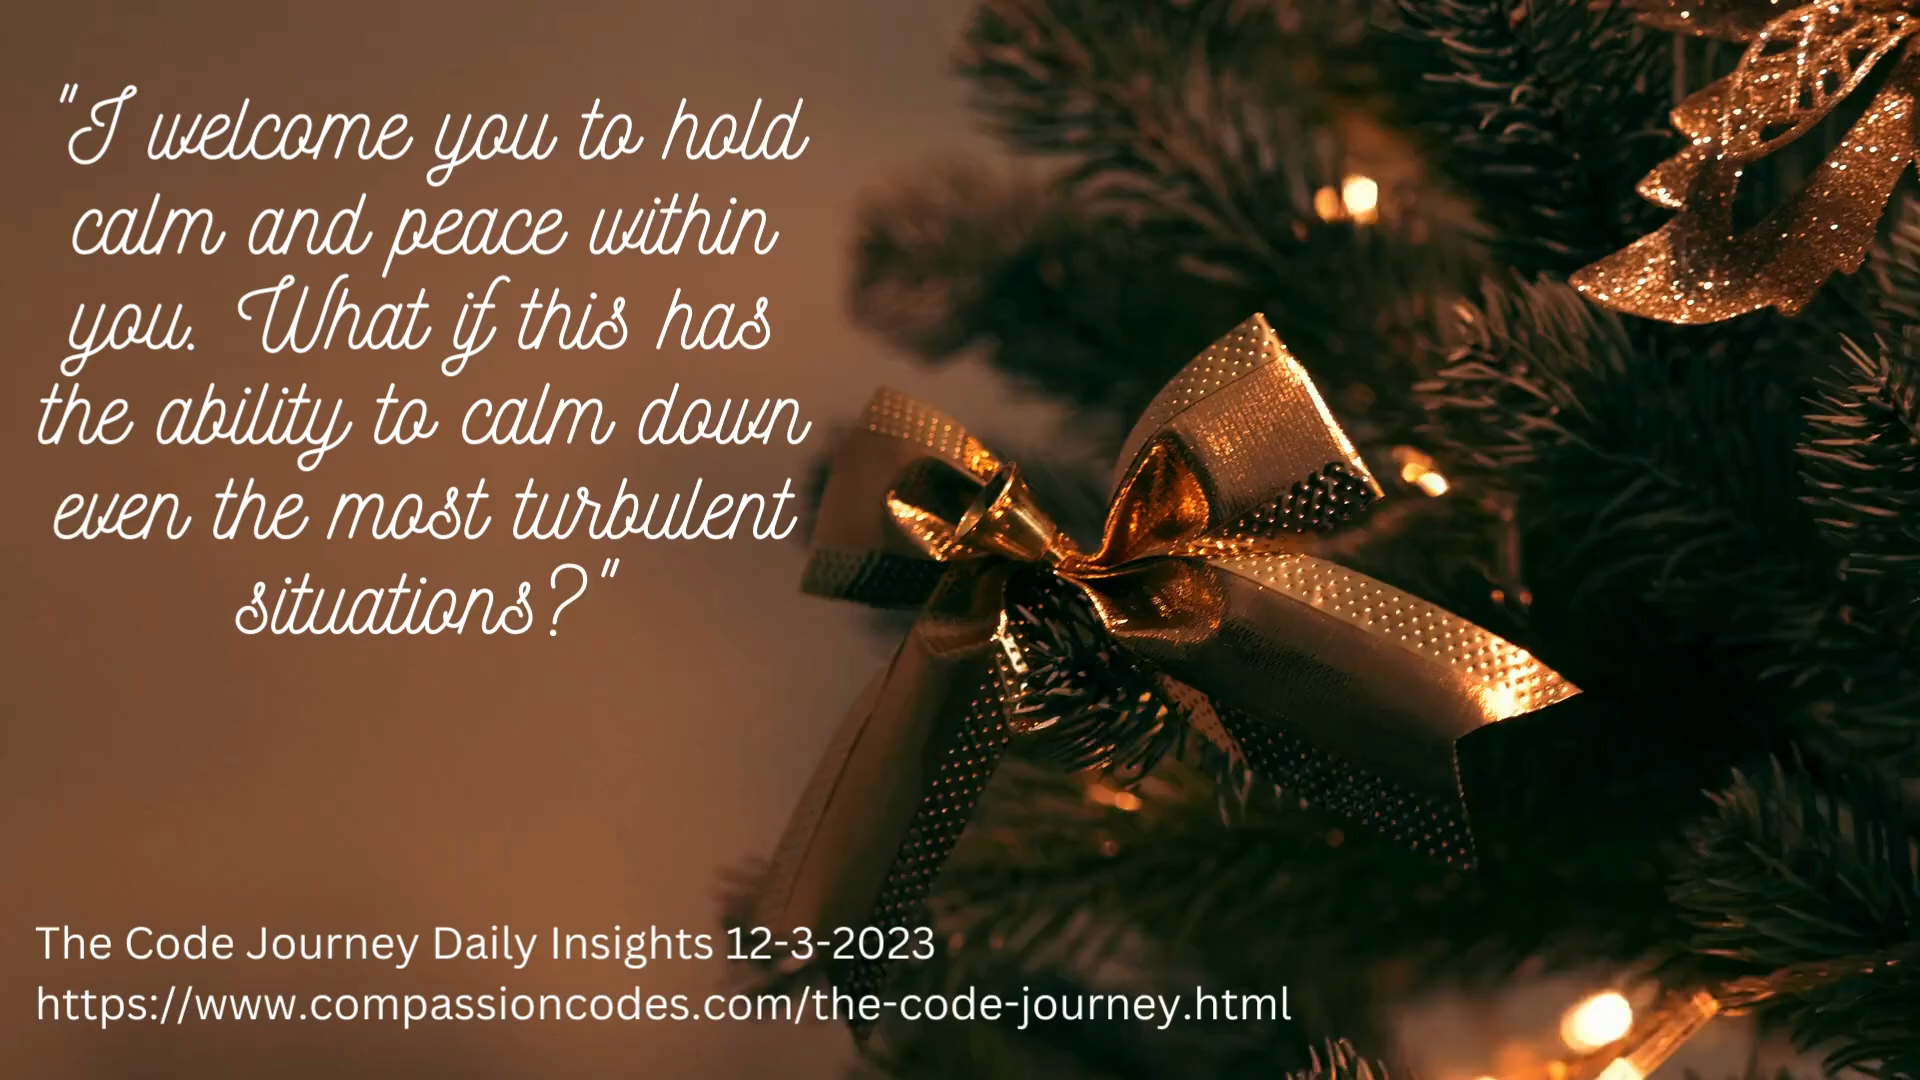 "I welcome you to hold
calm and peace within
you. What if this has
the ability to calm down
even the most turbulent
situations?"
The Code Journey Daily Insights 12-3-2023
https://www.compassioncodes.com/the-code-journey.html